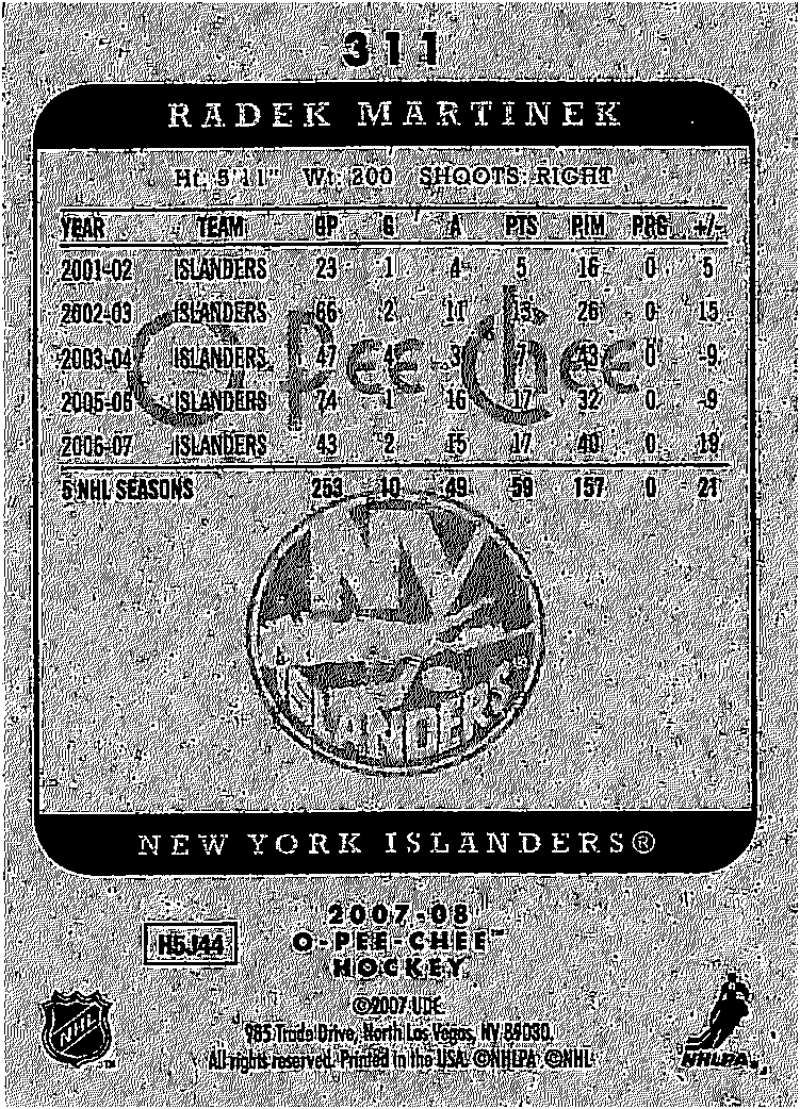 311
RADEK MARTINEK
Ht: 5'11" Wt: 200 SHOOTS: RIGHT
YEAR TEAM GP G A PTS PIM PPG +/-
2001-02 ISLANDERS 23 1 4 5 16 0 5
2002-03 ISLANDERS 66 2 11 13 26 0 15
2003-04 ISLANDERS 47 4 3 7 43 0 -9
2005-06 ISLANDERS 74 1 16 17 32 0 -9
2006-07 ISLANDERS 43 2 15 17 40 0 19
O Pee Chee
5 NHL SEASONS 253 10 49 59 157 0 21
NY
ISLANDERS
NEW YORK ISLANDERS®
2007-08
H5J44 O-PEE-CHEE™
HOCKEY
©2007 UDC
985 Trade Drive, North Las Vegas, NV 89030.
All rights reserved. Printed in the USA. ©NHLPA. ©NHL
NHL
NHLPA